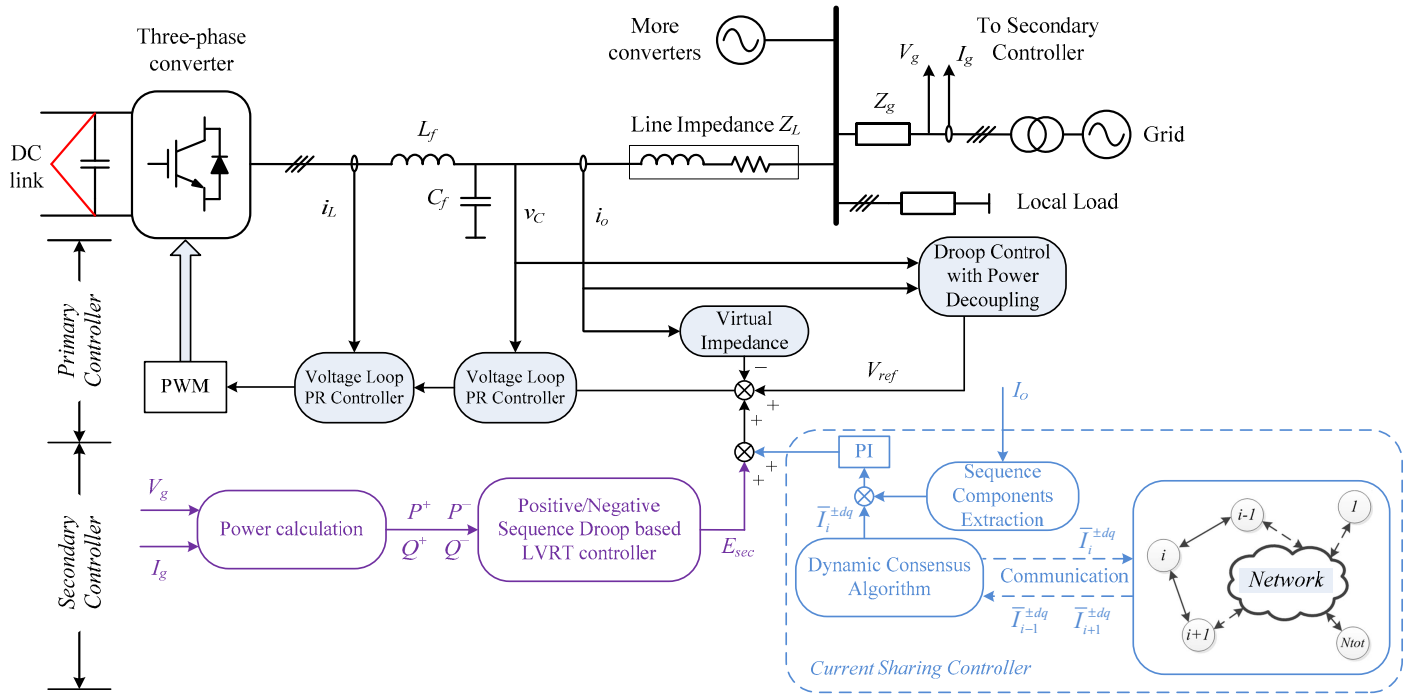 Three-phase
converter
DC
link
L_f
C_f
i_L
v_C
i_o
Line Impedance Z_L
More
converters
V_g
I_g
To Secondary
Controller
Z_g
Grid
Local Load
Droop Control
with Power
Decoupling
Virtual
Impedance
V_ref
−
+
+
PWM
Voltage Loop
PR Controller
Voltage Loop
PR Controller
Primary
Controller
Secondary
Controller
V_g
I_g
Power calculation
P^+ P^−
Q^+ Q^−
Positive/Negative
Sequence Droop based
LVRT controller
E_sec
+
+
PI
I_o
Sequence
Components
Extraction
Ī_i^{±dq}
Dynamic Consensus
Algorithm
Ī_i^{±dq}
Communication
Ī_{i-1}^{±dq} Ī_{i+1}^{±dq}
Current Sharing Controller
i-1
1
i
Network
i+1
Ntot